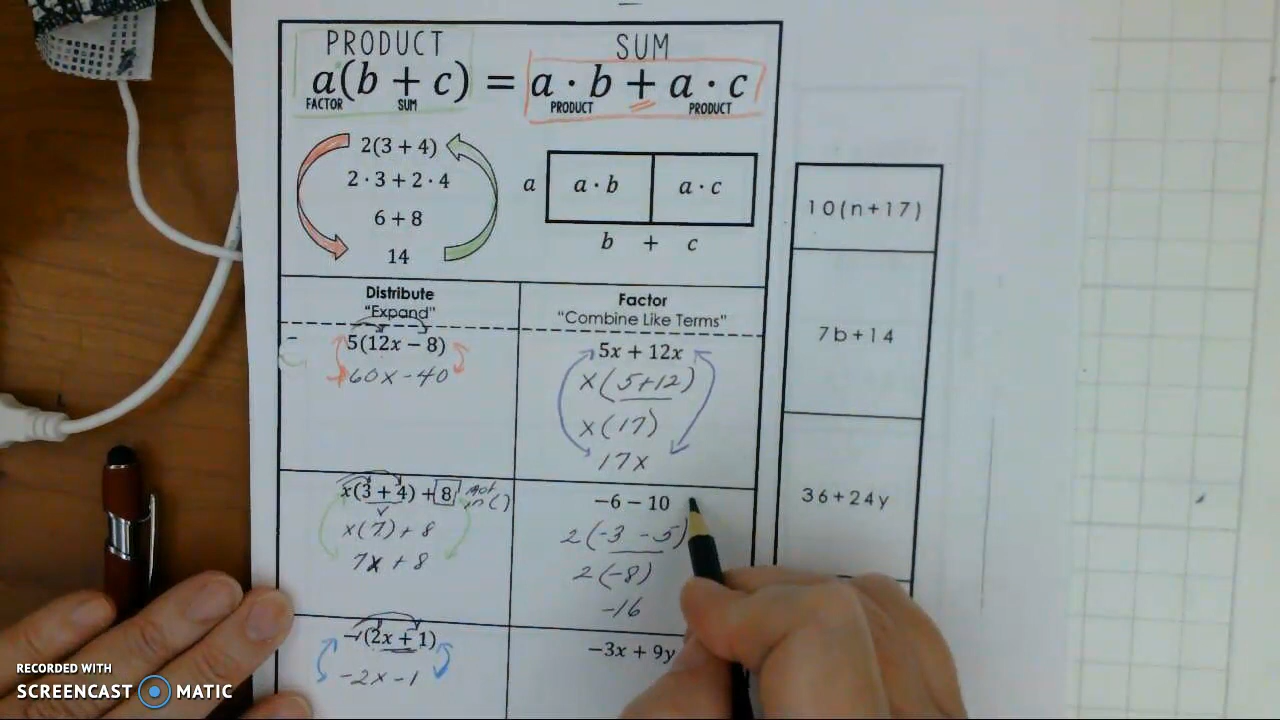 PRODUCT
SUM
a(b + c) = a · b + a · c
FACTOR SUM PRODUCT PRODUCT
2(3 + 4)
2 · 3 + 2 · 4
6 + 8
14
a
a · b
a · c
b + c
Distribute
"Expand"
Factor
"Combine Like Terms"
5(12x − 8)
60x - 40
5x + 12x
x(5+12)
x(17)
17x
x(3 + 4) + 8 not in ( )
x(7) + 8
7x + 8
−6 − 10
2(-3 - 5)
2(-8)
-16
−(2x + 1)
-2x - 1
−3x + 9y
10(n+17)
7b+14
36+24y
RECORDED WITH
SCREENCAST MATIC